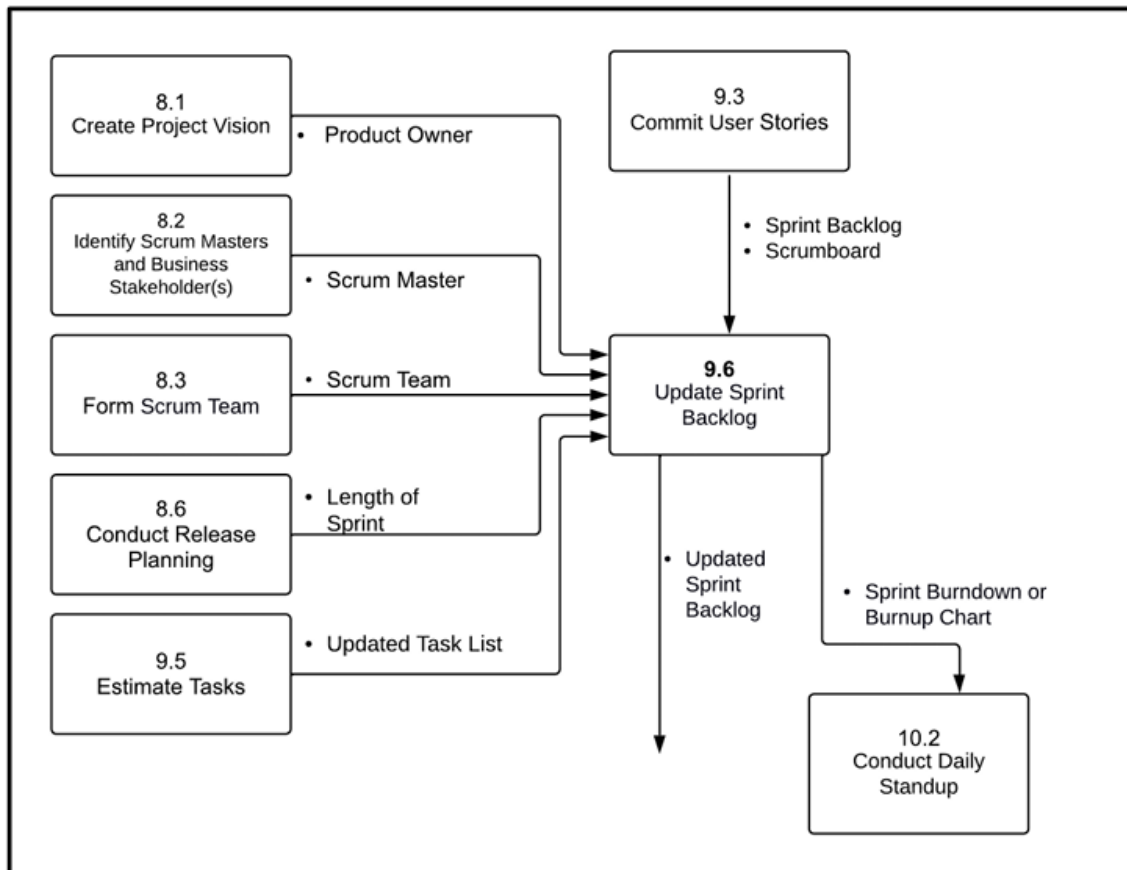 8.1
Create Project Vision
• Product Owner
8.2
Identify Scrum Masters
and Business
Stakeholder(s)
• Scrum Master
8.3
Form Scrum Team
• Scrum Team
8.6
Conduct Release
Planning
• Length of
Sprint
9.5
Estimate Tasks
• Updated Task List
9.3
Commit User Stories
• Sprint Backlog
• Scrumboard
9.6
Update Sprint
Backlog
• Updated
Sprint
Backlog
• Sprint Burndown or
Burnup Chart
10.2
Conduct Daily
Standup